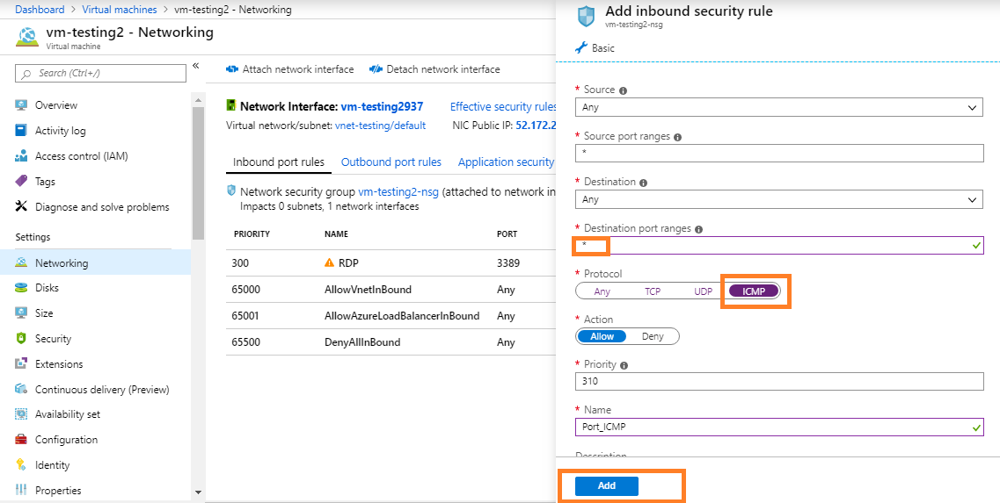 Dashboard > Virtual machines > vm-testing2 - Networking
vm-testing2 - Networking
Virtual machine
Search (Ctrl+/)
«
Overview
Activity log
Access control (IAM)
Tags
Diagnose and solve problems
Settings
Networking
Disks
Size
Security
Extensions
Continuous delivery (Preview)
Availability set
Configuration
Identity
Properties
Attach network interface Detach network interface
Network Interface: vm-testing2937 Effective security rules
Virtual network/subnet: vnet-testing/default NIC Public IP: 52.172.2
Inbound port rules Outbound port rules Application security
Network security group vm-testing2-nsg (attached to network in
Impacts 0 subnets, 1 network interfaces
PRIORITY NAME PORT
300 RDP 3389
65000 AllowVnetInBound Any
65001 AllowAzureLoadBalancerInBound Any
65500 DenyAllInBound Any
Add inbound security rule
vm-testing2-nsg
Basic
* Source
Any
* Source port ranges
*
* Destination
Any
* Destination port ranges
*
* Protocol
Any TCP UDP ICMP
* Action
Allow Deny
* Priority
310
* Name
Port_ICMP
Description
Add